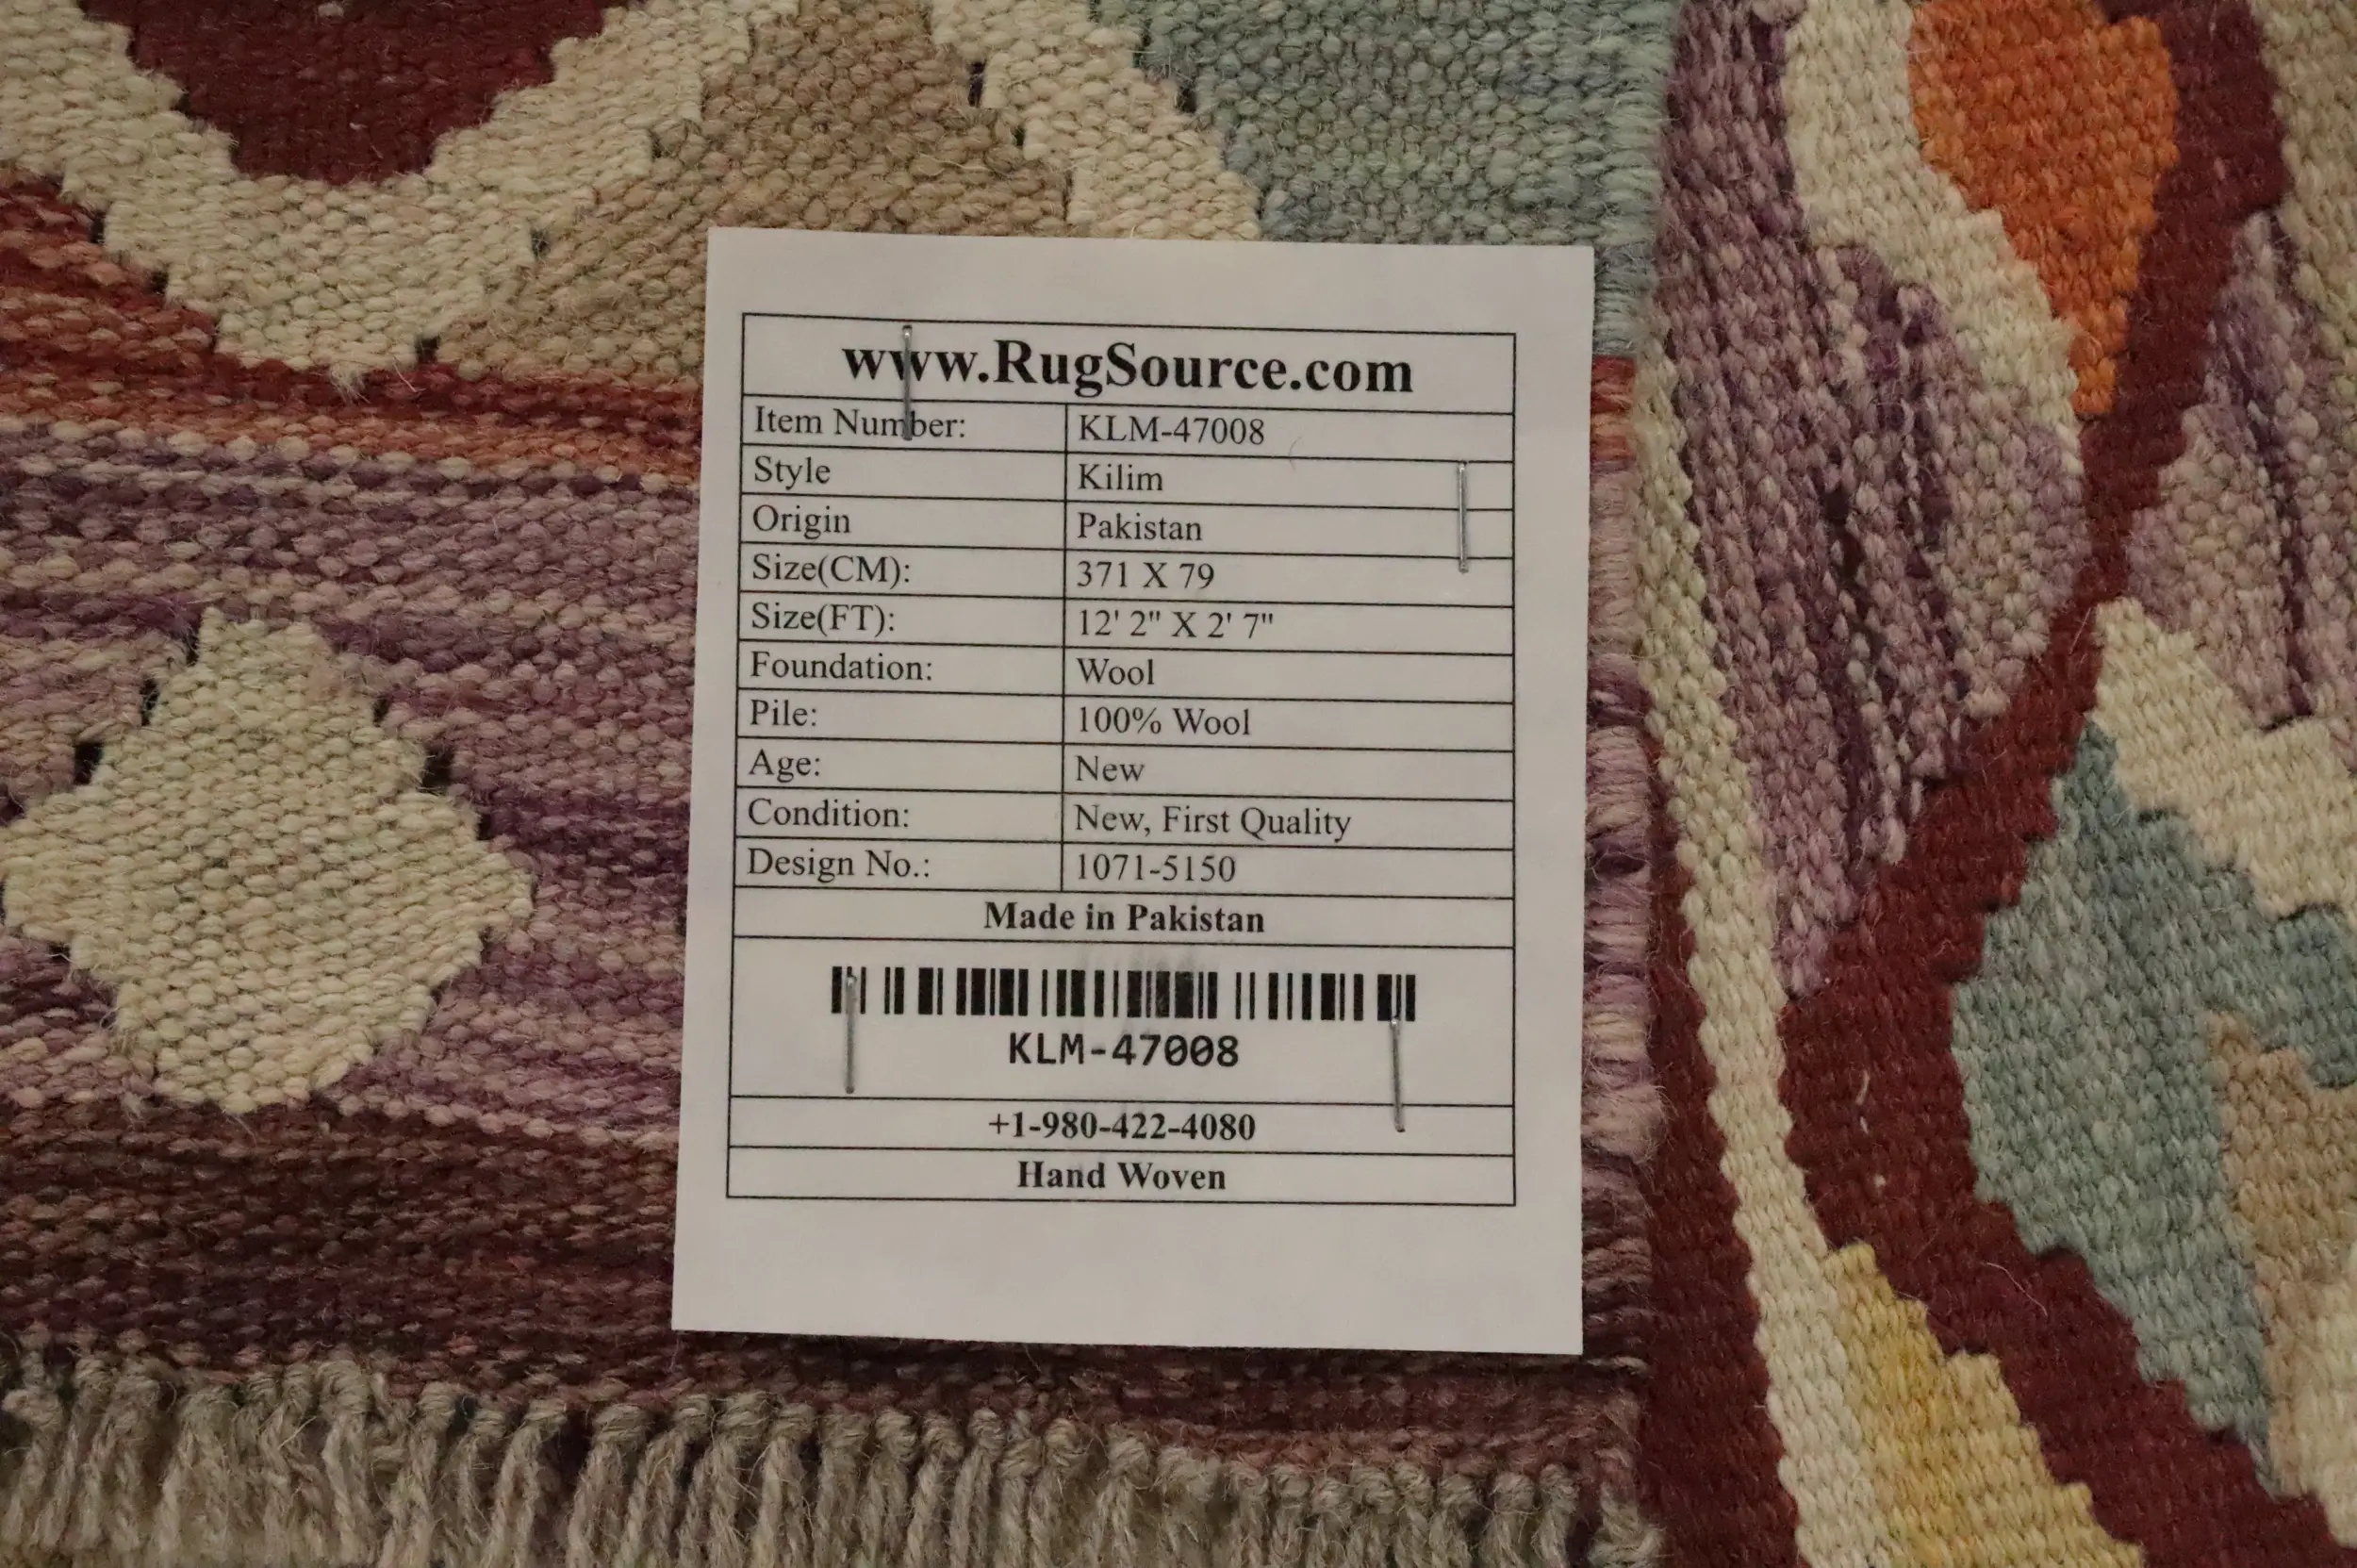 www.RugSource.com
Item Number: KLM-47008
Style Kilim
Origin Pakistan
Size(CM): 371 X 79
Size(FT): 12' 2" X 2' 7"
Foundation: Wool
Pile: 100% Wool
Age: New
Condition: New, First Quality
Design No.: 1071-5150
Made in Pakistan
KLM-47008
+1-980-422-4080
Hand Woven